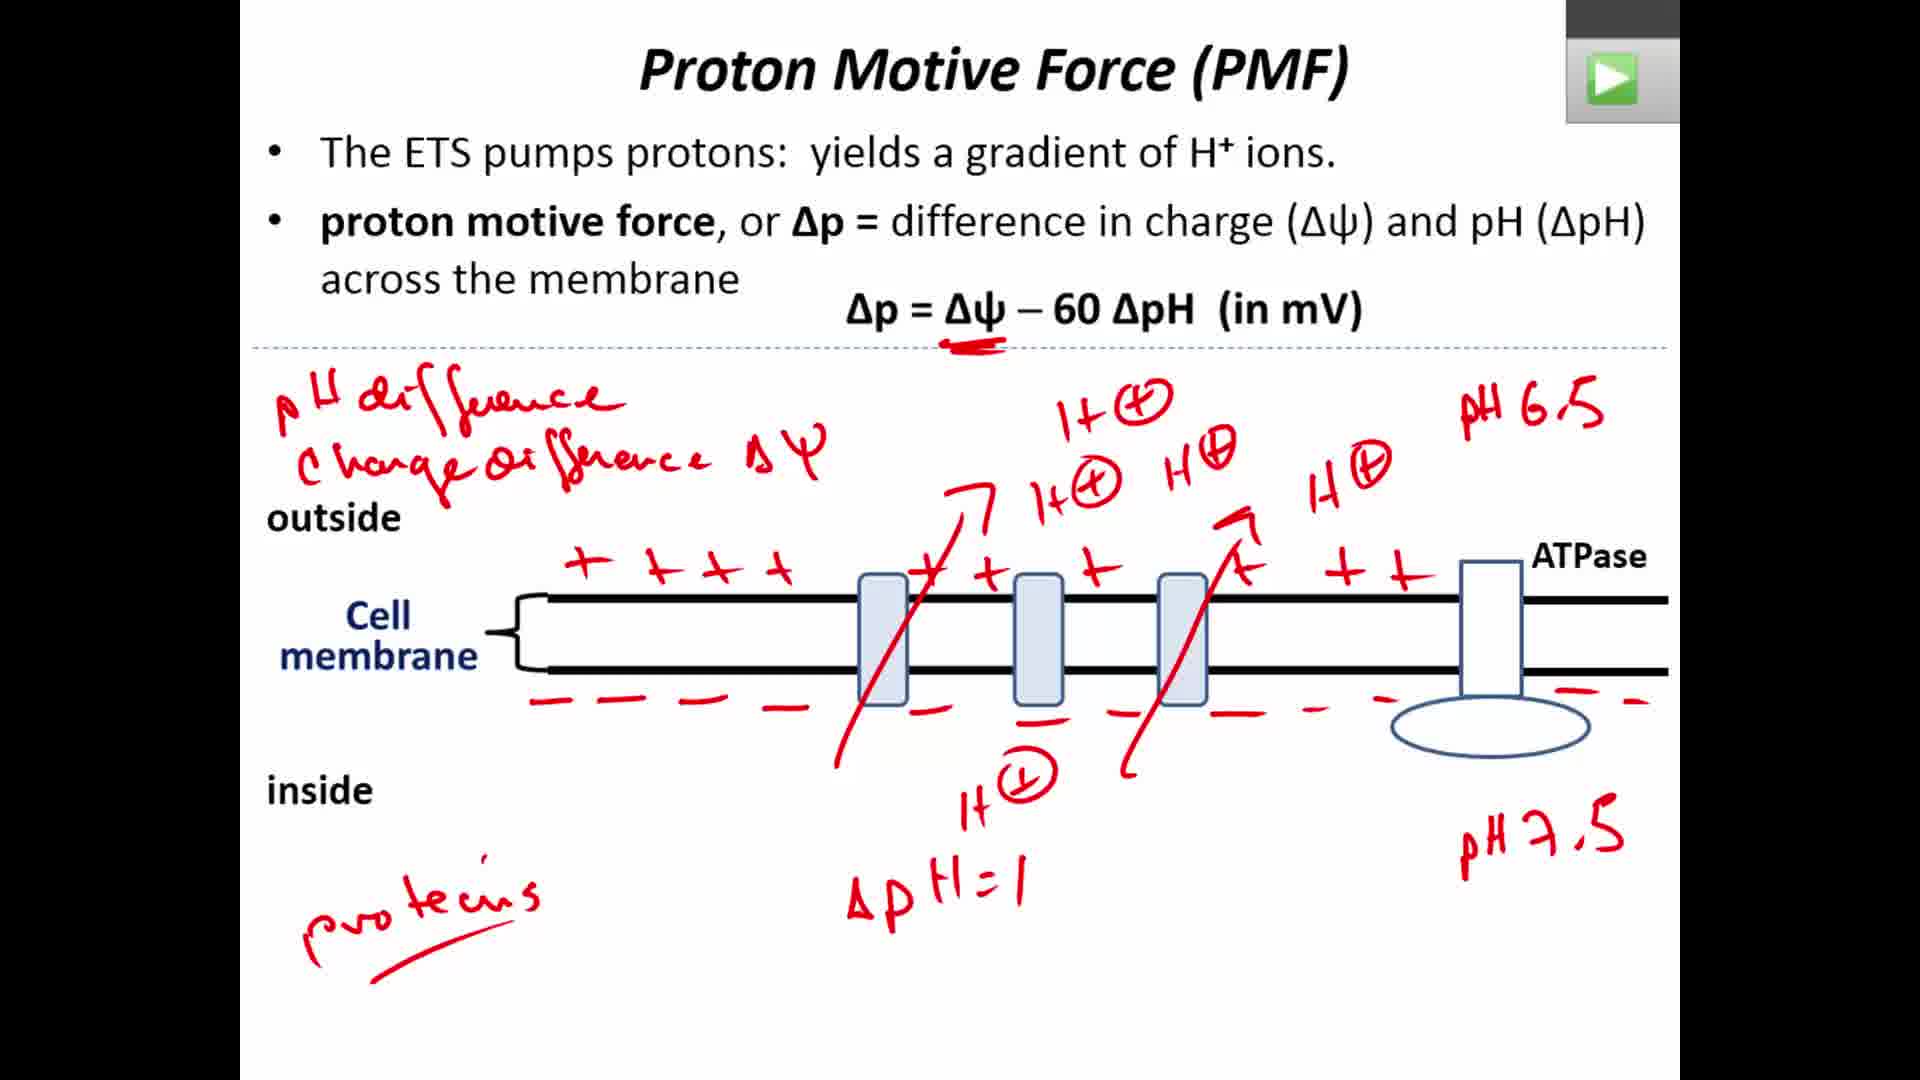 Proton Motive Force (PMF)
• The ETS pumps protons: yields a gradient of H⁺ ions.
• proton motive force, or Δp = difference in charge (Δψ) and pH (ΔpH)
across the membrane
Δp = Δψ – 60 ΔpH (in mV)
pH difference
Charge difference Δψ
H+
H+
H+
H+
pH 6.5
outside
+ + + + + + + + + +
ATPase
Cell
membrane
– – – – – – – – – – – – –
inside
H+
pH 7.5
ΔpH = 1
proteins